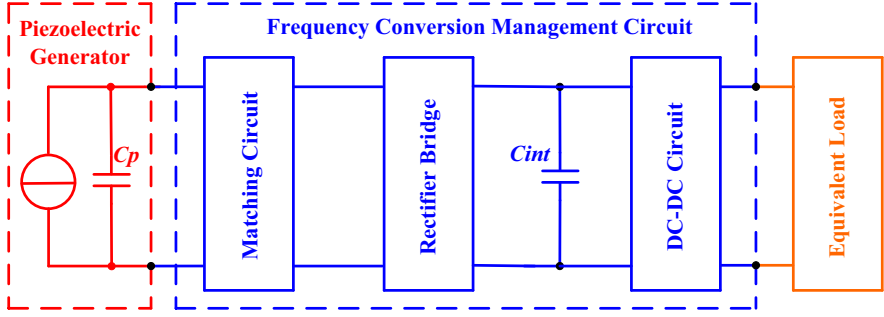 Piezoelectric
Generator
Frequency Conversion Management Circuit
Cp
Matching Circuit
Rectifier Bridge
Cint
DC-DC Circuit
Equivalent Load